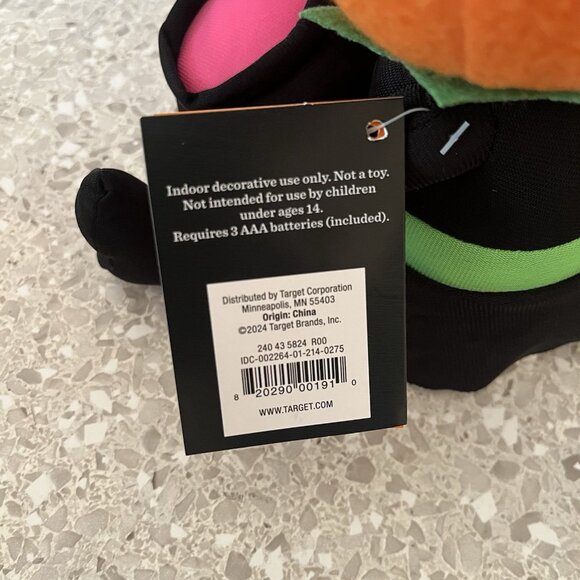 Indoor decorative use only. Not a toy.
Not intended for use by children
under ages 14.
Requires 3 AAA batteries (included).
Distributed by Target Corporation
Minneapolis, MN 55403
Origin: China
©2024 Target Brands, Inc.
240 43 5824 R00
IDC-002264-01-214-0275
8 20290 00191 0
WWW.TARGET.COM